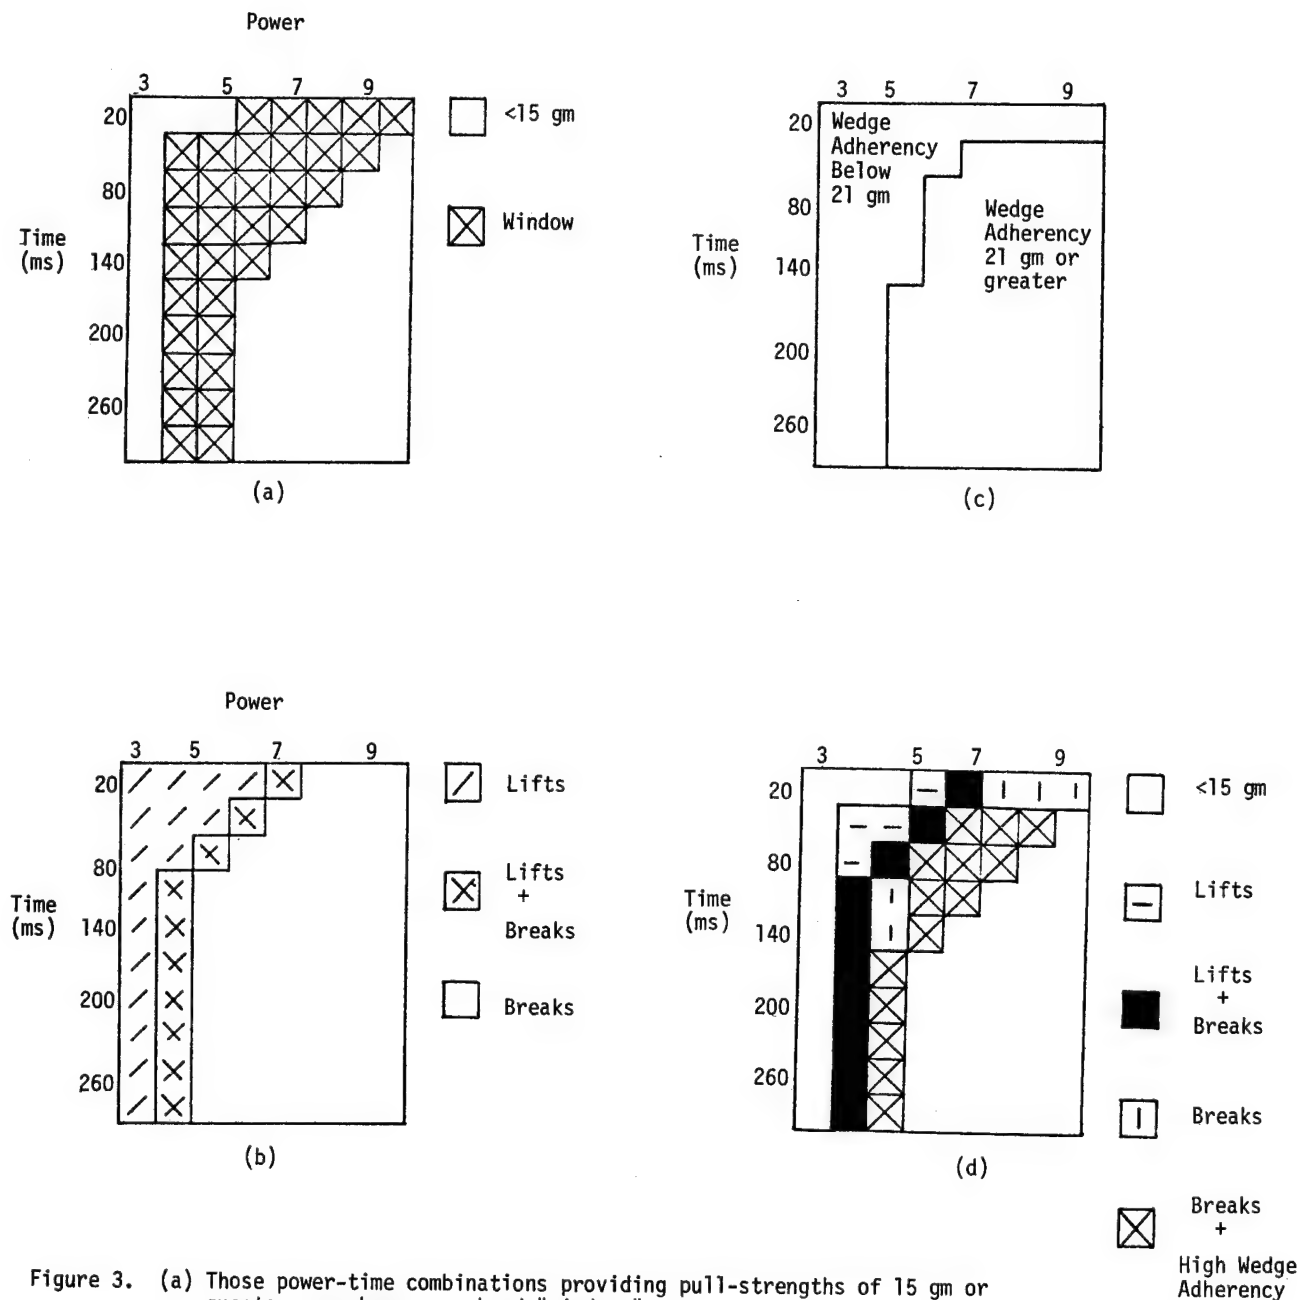 Power
3 5 7 9
20
80
Time
(ms)
140
200
260
<15 gm
Window
(a)
3 5 7 9
20
80
Time
(ms)
140
200
260
Wedge
Adherency
Below
21 gm
Wedge
Adherency
21 gm or
greater
(c)
Power
3 5 7 9
20
80
Time
(ms)
140
200
260
Lifts
Lifts
+
Breaks
Breaks
(b)
3 5 7 9
20
80
Time
(ms)
140
200
260
<15 gm
Lifts
Lifts
+
Breaks
Breaks
Breaks
+
High Wedge
Adherency
(d)
Figure 3. (a) Those power-time combinations providing pull-strengths of 15 gm or